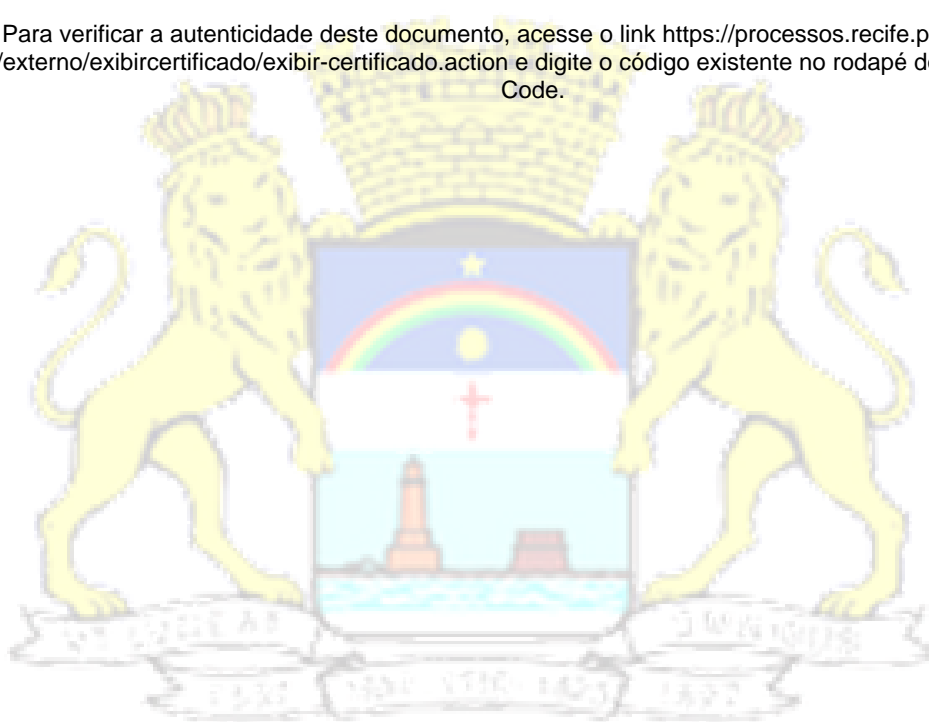 Para verificar a autenticidade deste documento, acesse o link https://processos.recife.p
/externo/exibircertificado/exibir-certificado.action e digite o código existente no rodapé d
Code.